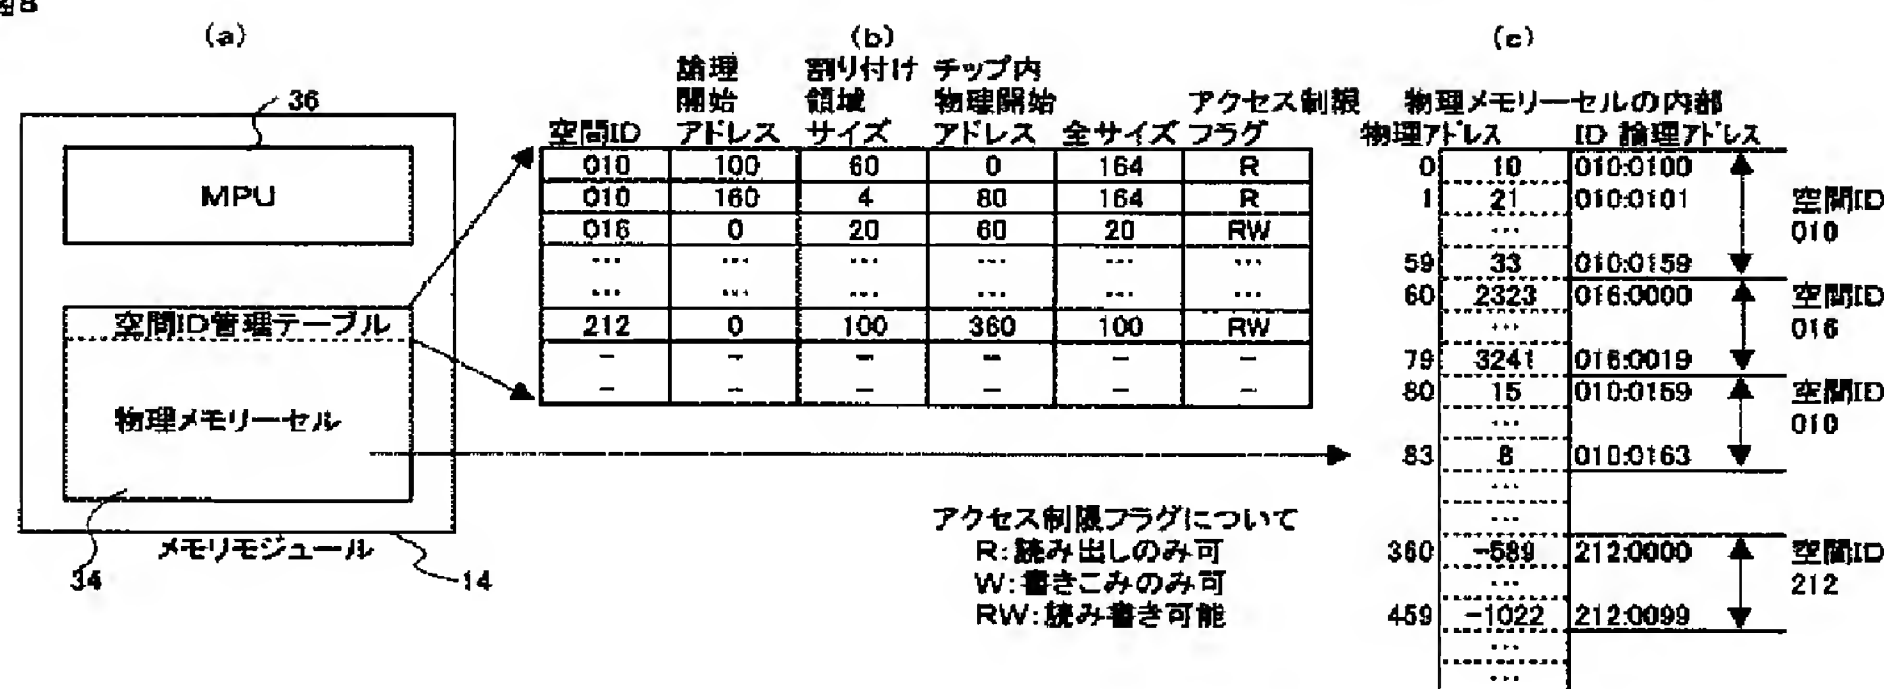 図8
(a)
36
MPU
空間ID管理テーブル
物理メモリーセル
メモリモジュール
34
14
(b)
論理 割り付け チップ内
開始 領域 物理開始 アクセス制限
空間ID アドレス サイズ アドレス 全サイズ フラグ
010 100 60 0 164 R
010 160 4 80 164 R
016 0 20 60 20 RW
... ... ... ... ... ...
... ... ... ... ... ...
212 0 100 360 100 RW
− − − − − −
− − − − − −
アクセス制限フラグについて
R:読み出しのみ可
W:書きこみのみ可
RW:読み書き可能
(c)
物理メモリーセルの内部
物理アドレス ID 論理アドレス
0 10 010:0100
1 21 010:0101
...
59 33 010:0159
空間ID
010
60 2323 016:0000
...
79 3241 016:0019
空間ID
016
80 15 010:0159
...
83 8 010:0163
空間ID
010
...
...
360 −589 212:0000
...
459 −1022 212:0099
空間ID
212
...
...